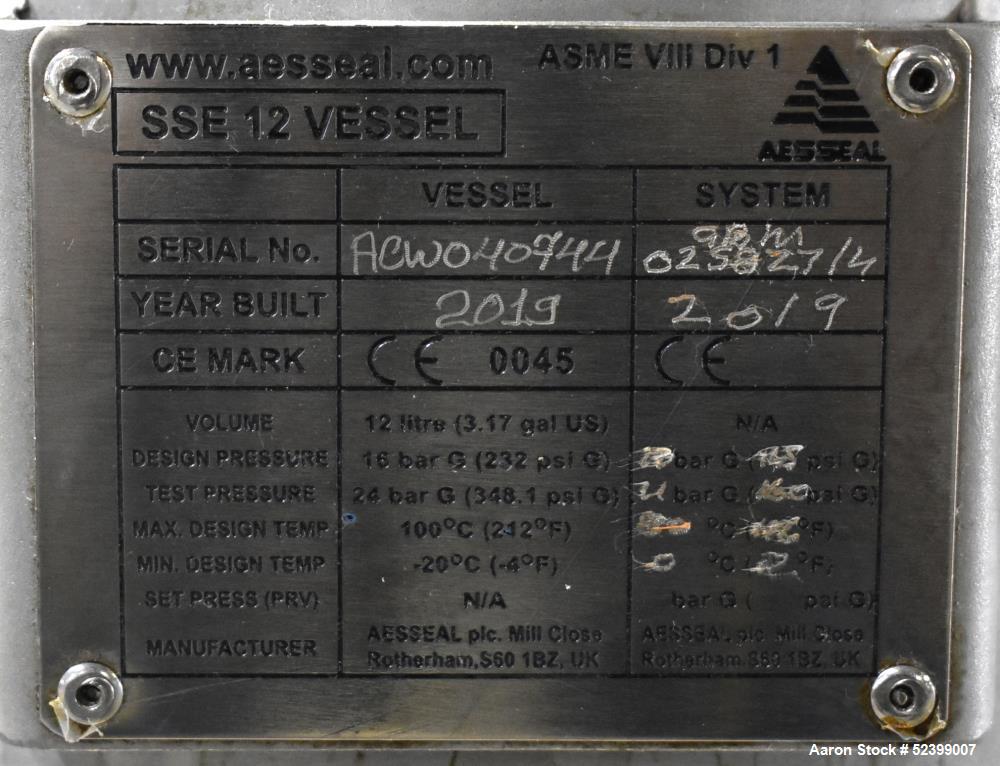 www.aesseal.com ASME VIII Div 1
SSE 12 VESSEL
AESSEAL
VESSEL SYSTEM
SERIAL No. ACW040744
YEAR BUILT 2019 2019
CE MARK CE 0045 CE
VOLUME 12 litre (3.17 gal US) N/A
DESIGN PRESSURE 16 bar G (232 psi G) bar G ( psi G)
TEST PRESSURE 24 bar G (348.1 psi G) bar G ( psi G)
MAX. DESIGN TEMP 100°C (212°F) °C ( °F)
MIN. DESIGN TEMP -20°C (-4°F) 0 °C ( °F)
SET PRESS (PRV) N/A bar G ( psi G)
MANUFACTURER AESSEAL plc. Mill Close AESSEAL plc. Mill Close
Rotherham,S60 1BZ, UK Rotherham,S60 1BZ, UK
Aaron Stock # 52399007